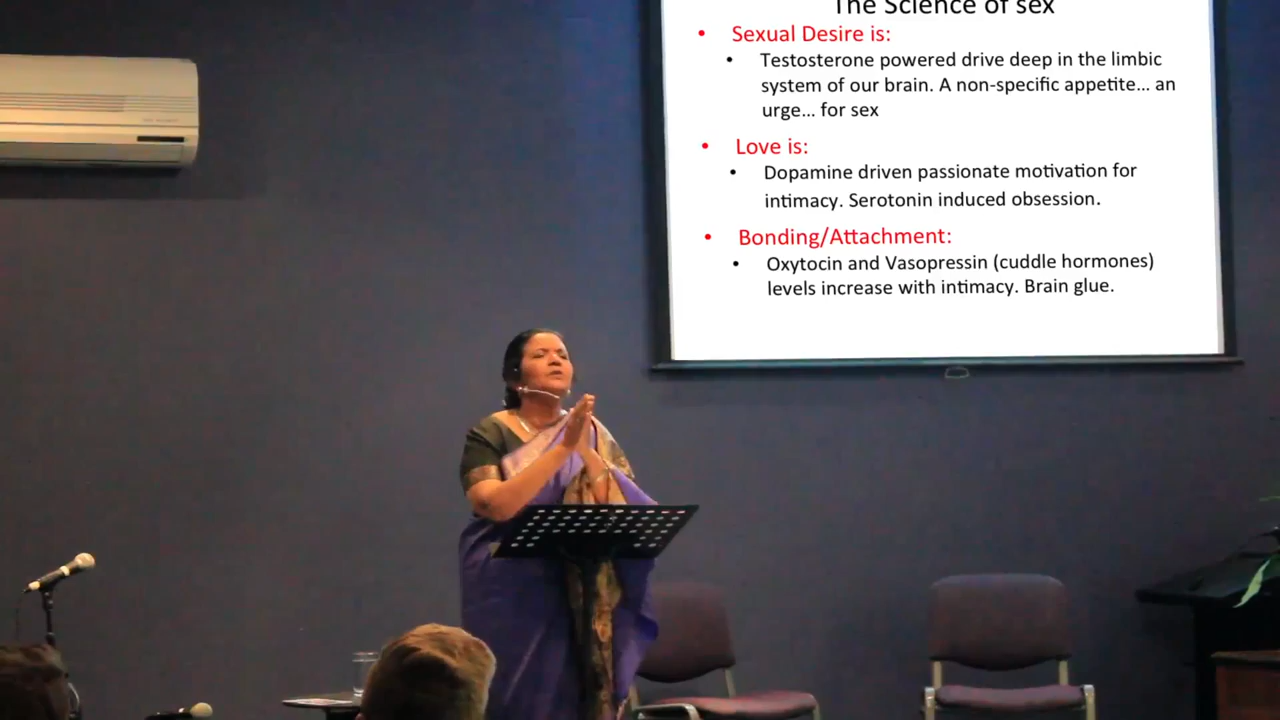 The Science of sex
• Sexual Desire is:
• Testosterone powered drive deep in the limbic
system of our brain. A non-specific appetite... an
urge... for sex
• Love is:
• Dopamine driven passionate motivation for
intimacy. Serotonin induced obsession.
• Bonding/Attachment:
• Oxytocin and Vasopressin (cuddle hormones)
levels increase with intimacy. Brain glue.